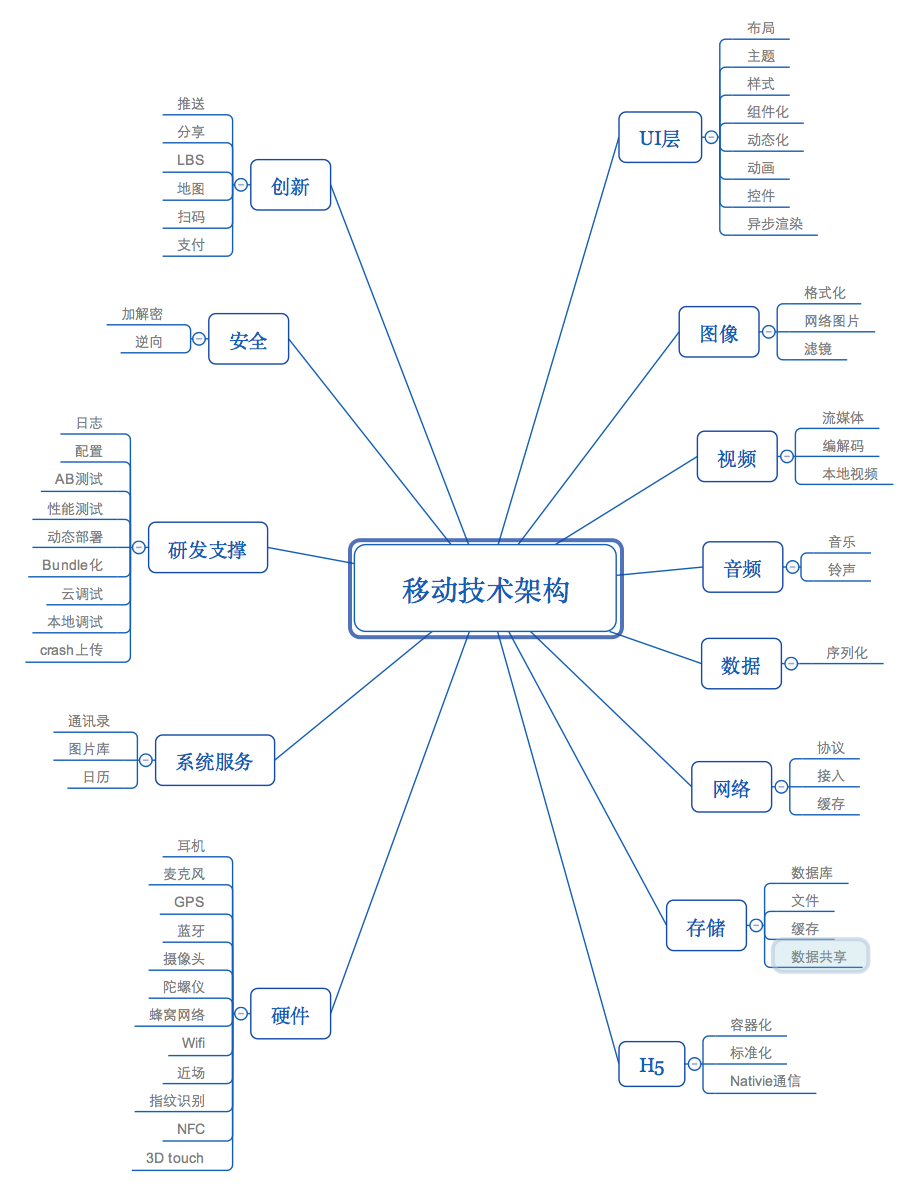 移动技术架构
UI层
布局
主题
样式
组件化
动态化
动画
控件
异步渲染
图像
格式化
网络图片
滤镜
视频
流媒体
编解码
本地视频
音频
音乐
铃声
数据
序列化
网络
协议
接入
缓存
存储
数据库
文件
缓存
数据共享
H5
容器化
标准化
Nativie通信
创新
推送
分享
LBS
地图
扫码
支付
安全
加解密
逆向
研发支撑
日志
配置
AB测试
性能测试
动态部署
Bundle化
云调试
本地调试
crash上传
系统服务
通讯录
图片库
日历
硬件
耳机
麦克风
GPS
蓝牙
摄像头
陀螺仪
蜂窝网络
Wifi
近场
指纹识别
NFC
3D touch